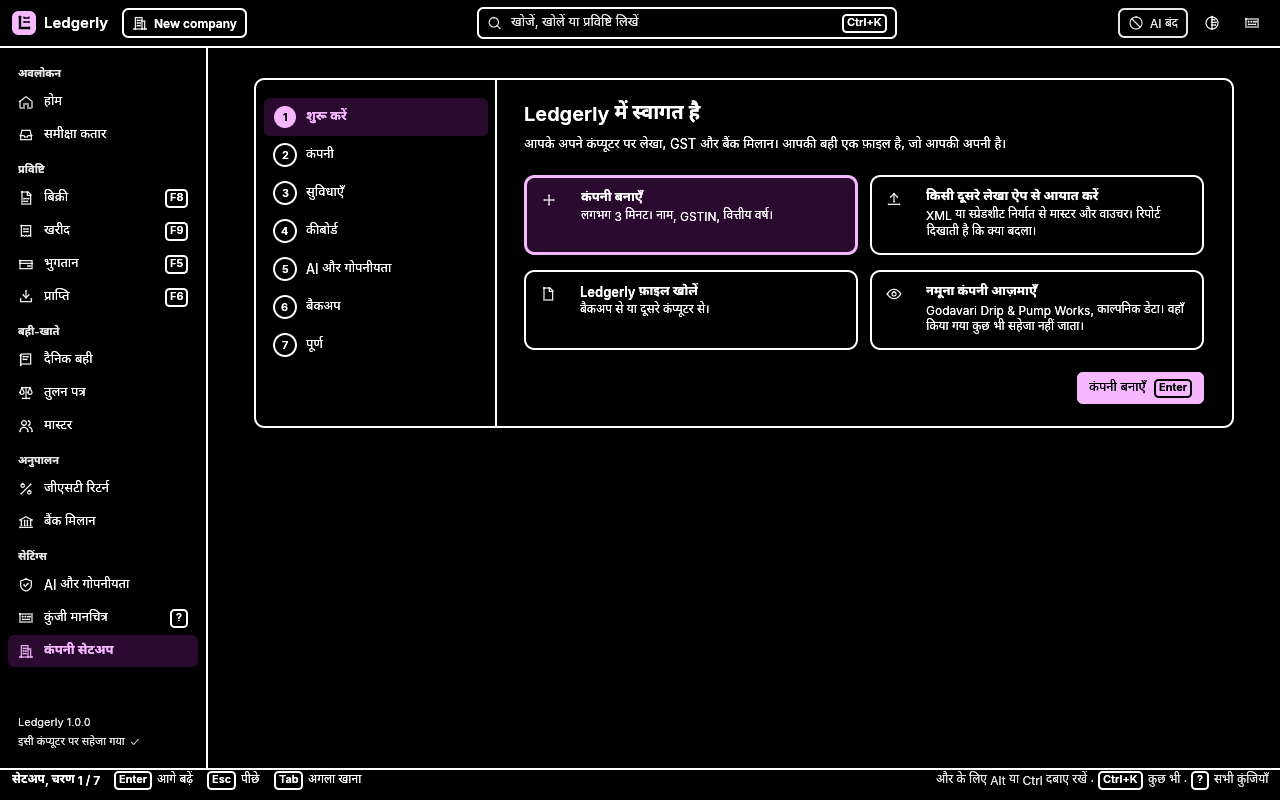 Ledgerly
New company
खोजें, खोलें या प्रविष्टि लिखें
Ctrl+K
AI बंद
अवलोकन
होम
समीक्षा कतार
प्रविष्टि
बिक्री F8
खरीद F9
भुगतान F5
प्राप्ति F6
बही-खाते
दैनिक बही
तुलन पत्र
मास्टर
अनुपालन
जीएसटी रिटर्न
बैंक मिलान
सेटिंग्स
AI और गोपनीयता
कुंजी मानचित्र ?
कंपनी सेटअप
Ledgerly 1.0.0
इसी कंप्यूटर पर सहेजा गया
1 शुरू करें
2 कंपनी
3 सुविधाएँ
4 कीबोर्ड
5 AI और गोपनीयता
6 बैकअप
7 पूर्ण
Ledgerly में स्वागत है
आपके अपने कंप्यूटर पर लेखा, GST और बैंक मिलान। आपकी बही एक फ़ाइल है, जो आपकी अपनी है।
कंपनी बनाएँ
लगभग 3 मिनट। नाम, GSTIN, वित्तीय वर्ष।
किसी दूसरे लेखा ऐप से आयात करें
XML या स्प्रेडशीट निर्यात से मास्टर और वाउचर। रिपोर्ट
दिखाती है कि क्या बदला।
Ledgerly फ़ाइल खोलें
बैकअप से या दूसरे कंप्यूटर से।
नमूना कंपनी आज़माएँ
Godavari Drip & Pump Works, काल्पनिक डेटा। वहाँ
किया गया कुछ भी सहेजा नहीं जाता।
कंपनी बनाएँ Enter
सेटअप, चरण 1 / 7 Enter आगे बढ़ें Esc पीछे Tab अगला खाना
और के लिए Alt या Ctrl दबाए रखें · Ctrl+K कुछ भी · ? सभी कुंजियाँ